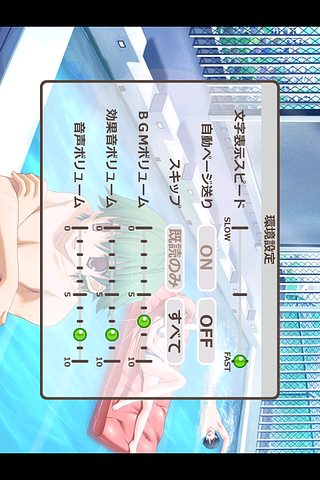 環境設定
文字表示スピード
SLOW
FAST
自動ページ送り
ON
OFF
スキップ
既読のみ
すべて
BGMボリューム
0 5 10
効果音ボリューム
0 5 10
音声ボリューム
0 5 10